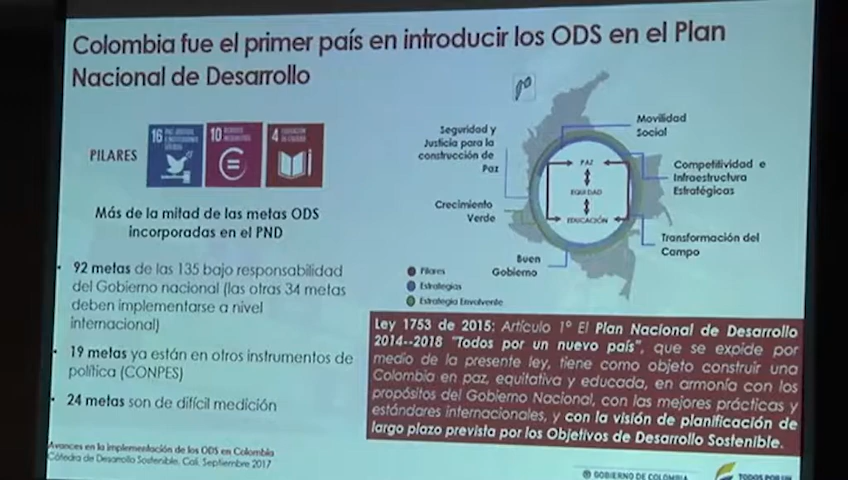 Colombia fue el primer país en introducir los ODS en el Plan
Nacional de Desarrollo
PILARES
16
10
4
Más de la mitad de las metas ODS
incorporadas en el PND
• 92 metas de las 135 bajo responsabilidad
del Gobierno nacional (las otras 34 metas
deben implementarse a nivel
internacional)
• 19 metas ya están en otros instrumentos de
política (CONPES)
• 24 metas son de difícil medición
Avances en la implementación de los ODS en Colombia
Cátedra de Desarrollo Sostenible. Cali, Septiembre 2017
Seguridad y
Justicia para la
construcción de
Paz
Crecimiento
Verde
Buen
Gobierno
Movilidad
Social
Competitividad e
Infraestructura
Estratégicas
Transformación del
Campo
PAZ
EQUIDAD
EDUCACIÓN
Pilares
Estrategias
Estrategia Envolvente
Ley 1753 de 2015: Artículo 1º El Plan Nacional de Desarrollo
2014--2018 "Todos por un nuevo país", que se expide por
medio de la presente ley, tiene como objeto construir una
Colombia en paz, equitativa y educada, en armonía con los
propósitos del Gobierno Nacional, con las mejores prácticas y
estándares internacionales, y con la visión de planificación de
largo plazo prevista por los Objetivos de Desarrollo Sostenible.
GOBIERNO DE COLOMBIA
TODOS POR UN